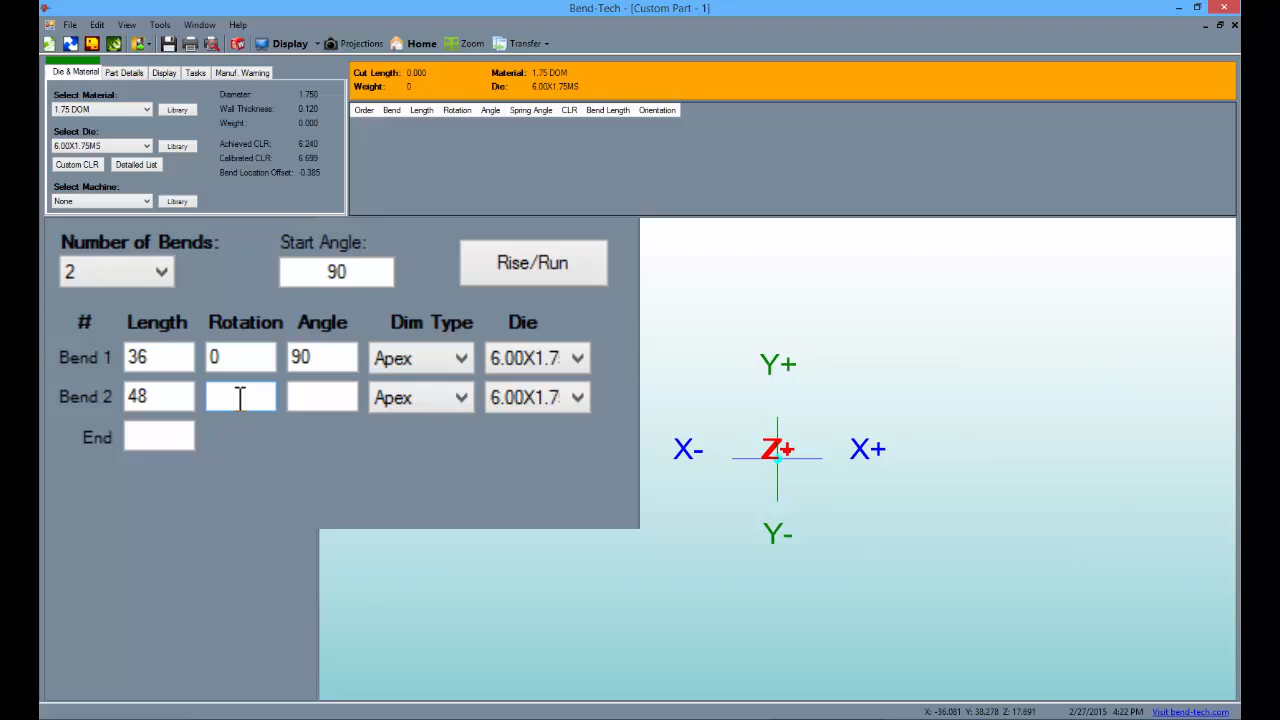 Bend-Tech - [Custom Part - 1]
File Edit View Tools Window Help
Display Projections Home Zoom Transfer
Die & Material Part Details Display Tasks Manuf. Warning
Select Material:
1.75 DOM Library
Select Die:
6.00X1.75MS Library
Custom CLR Detailed List
Select Machine:
None Library
Diameter: 1.750
Wall Thickness: 0.120
Weight: 0.000
Achieved CLR: 6.240
Calibrated CLR: 6.699
Bend Location Offset: -0.385
Cut Length: 0.000 Material: 1.75 DOM
Weight: 0 Die: 6.00X1.75MS
Order Bend Length Rotation Angle Spring Angle CLR Bend Length Orientation
Number of Bends: Start Angle:
2 90 Rise/Run
# Length Rotation Angle Dim Type Die
Bend 1 36 0 90 Apex 6.00X1.7
Bend 2 48 Apex 6.00X1.7
End
Y+
X- Z+ X+
Y-
X: -36.081 Y: 38.278 Z: 17.691 2/27/2015 4:22 PM Visit bend-tech.com